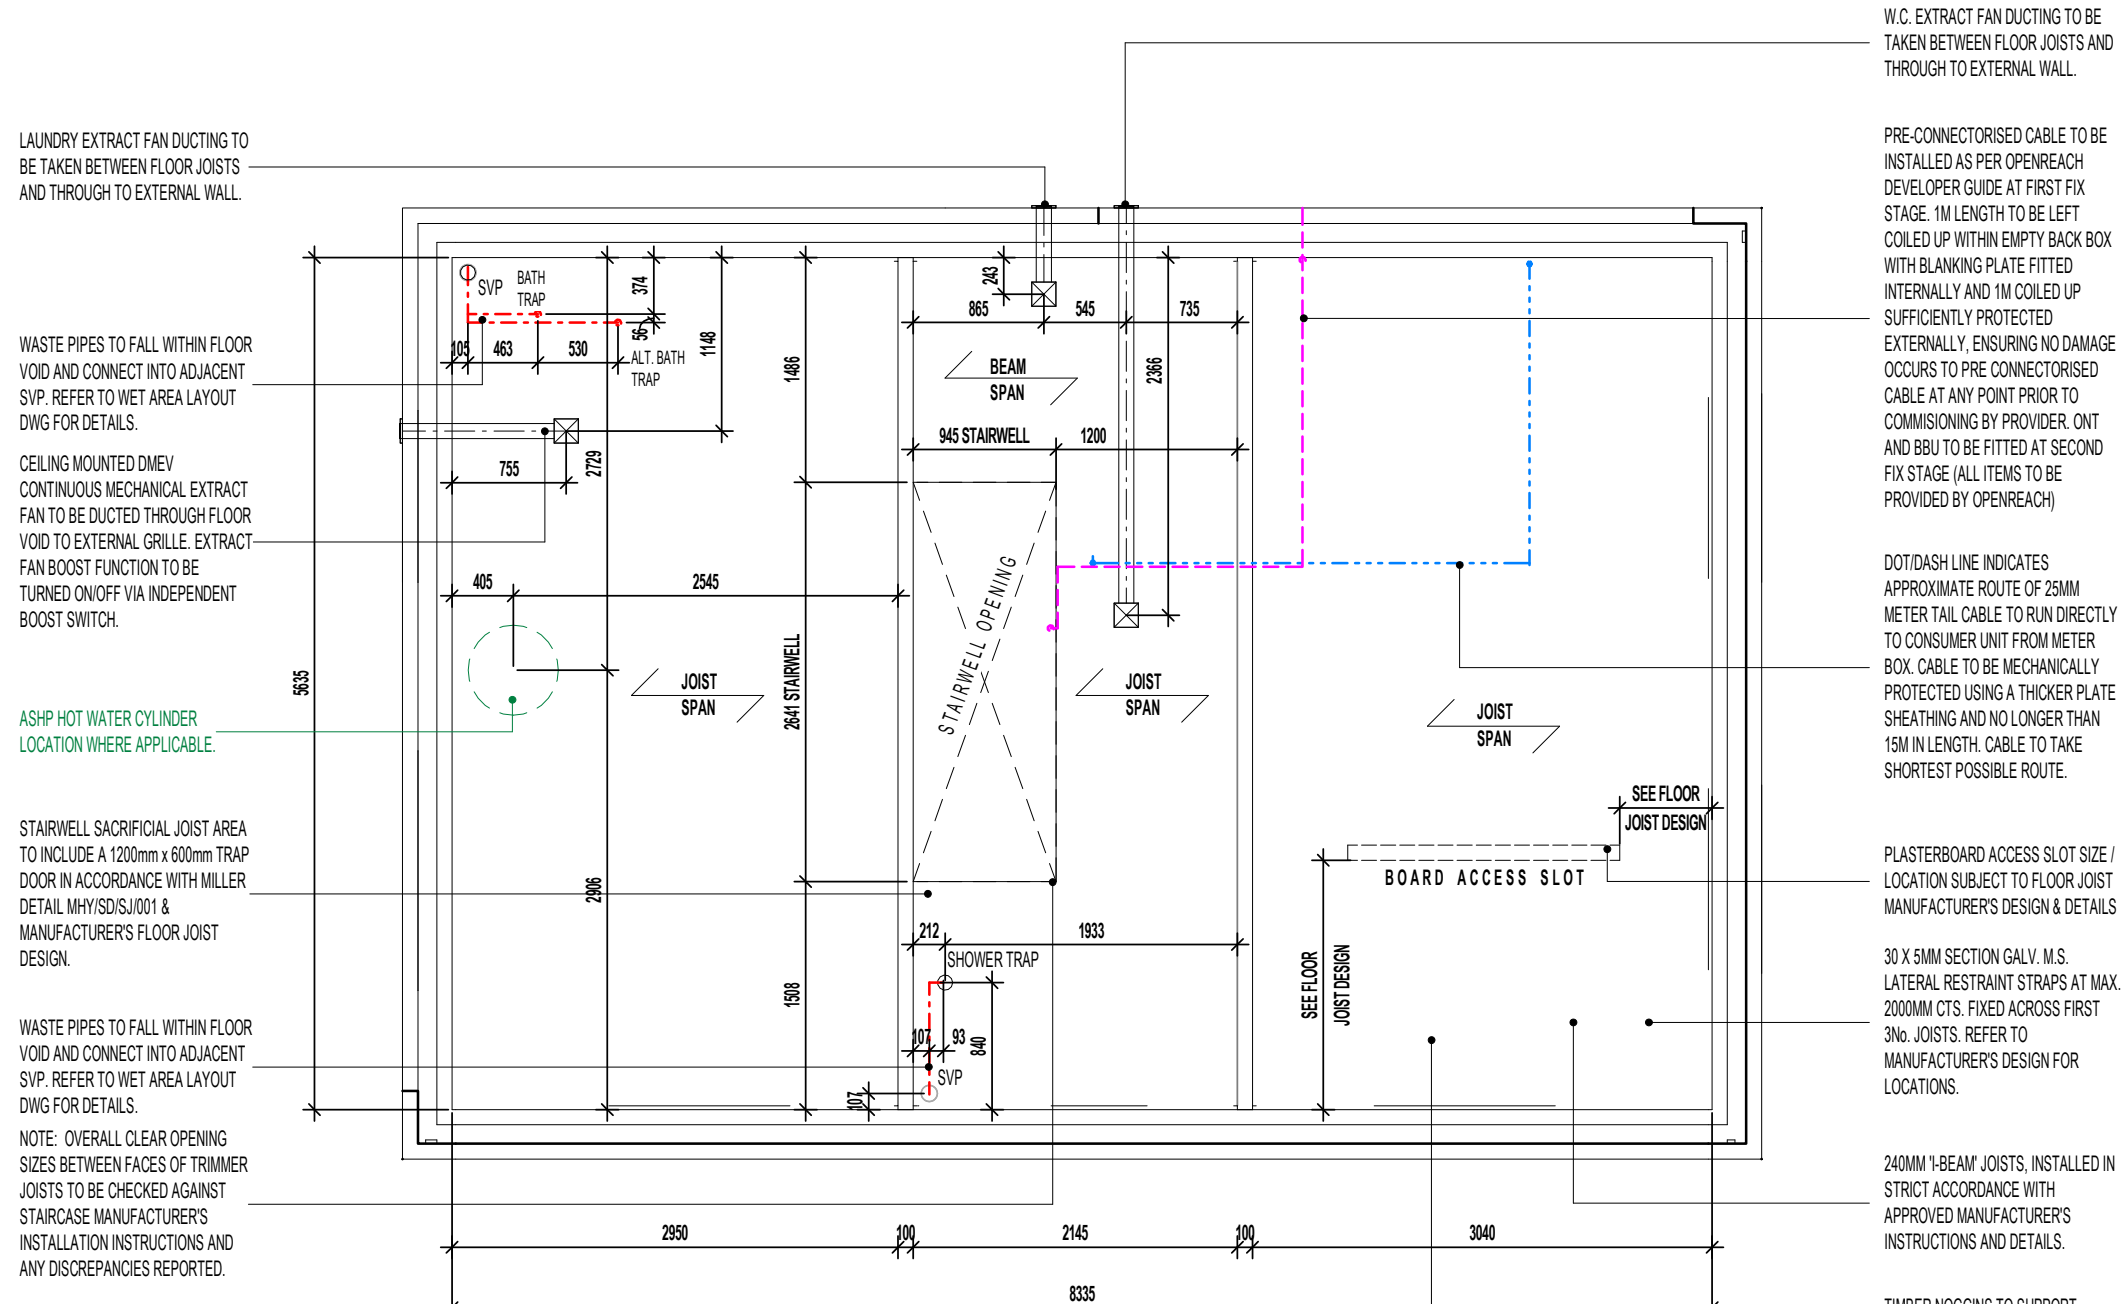 W.C. EXTRACT FAN DUCTING TO BE
TAKEN BETWEEN FLOOR JOISTS AND
THROUGH TO EXTERNAL WALL.
LAUNDRY EXTRACT FAN DUCTING TO
BE TAKEN BETWEEN FLOOR JOISTS
AND THROUGH TO EXTERNAL WALL.
WASTE PIPES TO FALL WITHIN FLOOR
VOID AND CONNECT INTO ADJACENT
SVP. REFER TO WET AREA LAYOUT
DWG FOR DETAILS.
CEILING MOUNTED DMEV
CONTINUOUS MECHANICAL EXTRACT
FAN TO BE DUCTED THROUGH FLOOR
VOID TO EXTERNAL GRILLE. EXTRACT
FAN BOOST FUNCTION TO BE
TURNED ON/OFF VIA INDEPENDENT
BOOST SWITCH.
ASHP HOT WATER CYLINDER
LOCATION WHERE APPLICABLE.
STAIRWELL SACRIFICIAL JOIST AREA
TO INCLUDE A 1200mm x 600mm TRAP
DOOR IN ACCORDANCE WITH MILLER
DETAIL MHY/SD/SJ/001 &
MANUFACTURER'S FLOOR JOIST
DESIGN.
WASTE PIPES TO FALL WITHIN FLOOR
VOID AND CONNECT INTO ADJACENT
SVP. REFER TO WET AREA LAYOUT
DWG FOR DETAILS.
NOTE: OVERALL CLEAR OPENING
SIZES BETWEEN FACES OF TRIMMER
JOISTS TO BE CHECKED AGAINST
STAIRCASE MANUFACTURER'S
INSTALLATION INSTRUCTIONS AND
ANY DISCREPANCIES REPORTED.
SVP
BATH
TRAP
374
56
1148
105
463
530
ALT. BATH
TRAP
755
2729
405
2545
5635
2906
JOIST
SPAN
1486
2641 STAIRWELL
1508
243
865
545
735
BEAM
SPAN
2366
945 STAIRWELL
1200
STAIRWELL OPENING
JOIST
SPAN
JOIST
SPAN
212
1933
SHOWER TRAP
107
93
840
SVP
107
SEE FLOOR
JOIST DESIGN
BOARD ACCESS SLOT
SEE FLOOR
JOIST DESIGN
2950
100
2145
100
3040
8335
PRE-CONNECTORISED CABLE TO BE
INSTALLED AS PER OPENREACH
DEVELOPER GUIDE AT FIRST FIX
STAGE. 1M LENGTH TO BE LEFT
COILED UP WITHIN EMPTY BACK BOX
WITH BLANKING PLATE FITTED
INTERNALLY AND 1M COILED UP
SUFFICIENTLY PROTECTED
EXTERNALLY, ENSURING NO DAMAGE
OCCURS TO PRE CONNECTORISED
CABLE AT ANY POINT PRIOR TO
COMMISIONING BY PROVIDER. ONT
AND BBU TO BE FITTED AT SECOND
FIX STAGE (ALL ITEMS TO BE
PROVIDED BY OPENREACH)
DOT/DASH LINE INDICATES
APPROXIMATE ROUTE OF 25MM
METER TAIL CABLE TO RUN DIRECTLY
TO CONSUMER UNIT FROM METER
BOX. CABLE TO BE MECHANICALLY
PROTECTED USING A THICKER PLATE
SHEATHING AND NO LONGER THAN
15M IN LENGTH. CABLE TO TAKE
SHORTEST POSSIBLE ROUTE.
PLASTERBOARD ACCESS SLOT SIZE /
LOCATION SUBJECT TO FLOOR JOIST
MANUFACTURER'S DESIGN & DETAILS
30 X 5MM SECTION GALV. M.S.
LATERAL RESTRAINT STRAPS AT MAX.
2000MM CTS. FIXED ACROSS FIRST
3No. JOISTS. REFER TO
MANUFACTURER'S DESIGN FOR
LOCATIONS.
240MM 'I-BEAM' JOISTS, INSTALLED IN
STRICT ACCORDANCE WITH
APPROVED MANUFACTURER'S
INSTRUCTIONS AND DETAILS.
TIMBER NOGGINS TO SUPPORT